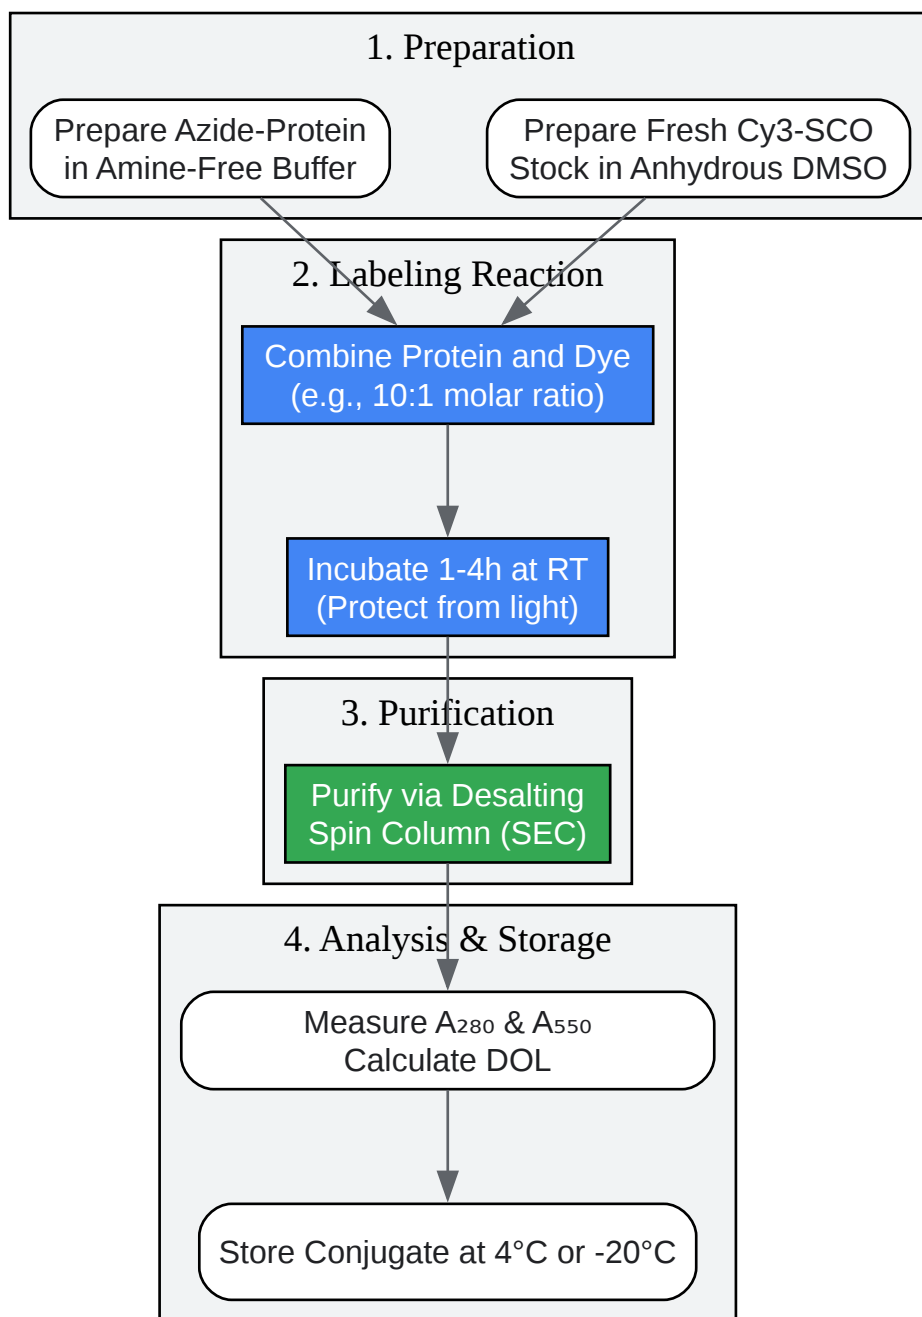 1. Preparation
Prepare Azide-Protein
in Amine-Free Buffer
Prepare Fresh Cy3-SCO
Stock in Anhydrous DMSO
2. Labeling Reaction
Combine Protein and Dye
(e.g., 10:1 molar ratio)
Incubate 1-4h at RT
(Protect from light)
3. Purification
Purify via Desalting
Spin Column (SEC)
4. Analysis & Storage
Measure A₂₈₀ & A₅₅₀
Calculate DOL
Store Conjugate at 4°C or -20°C